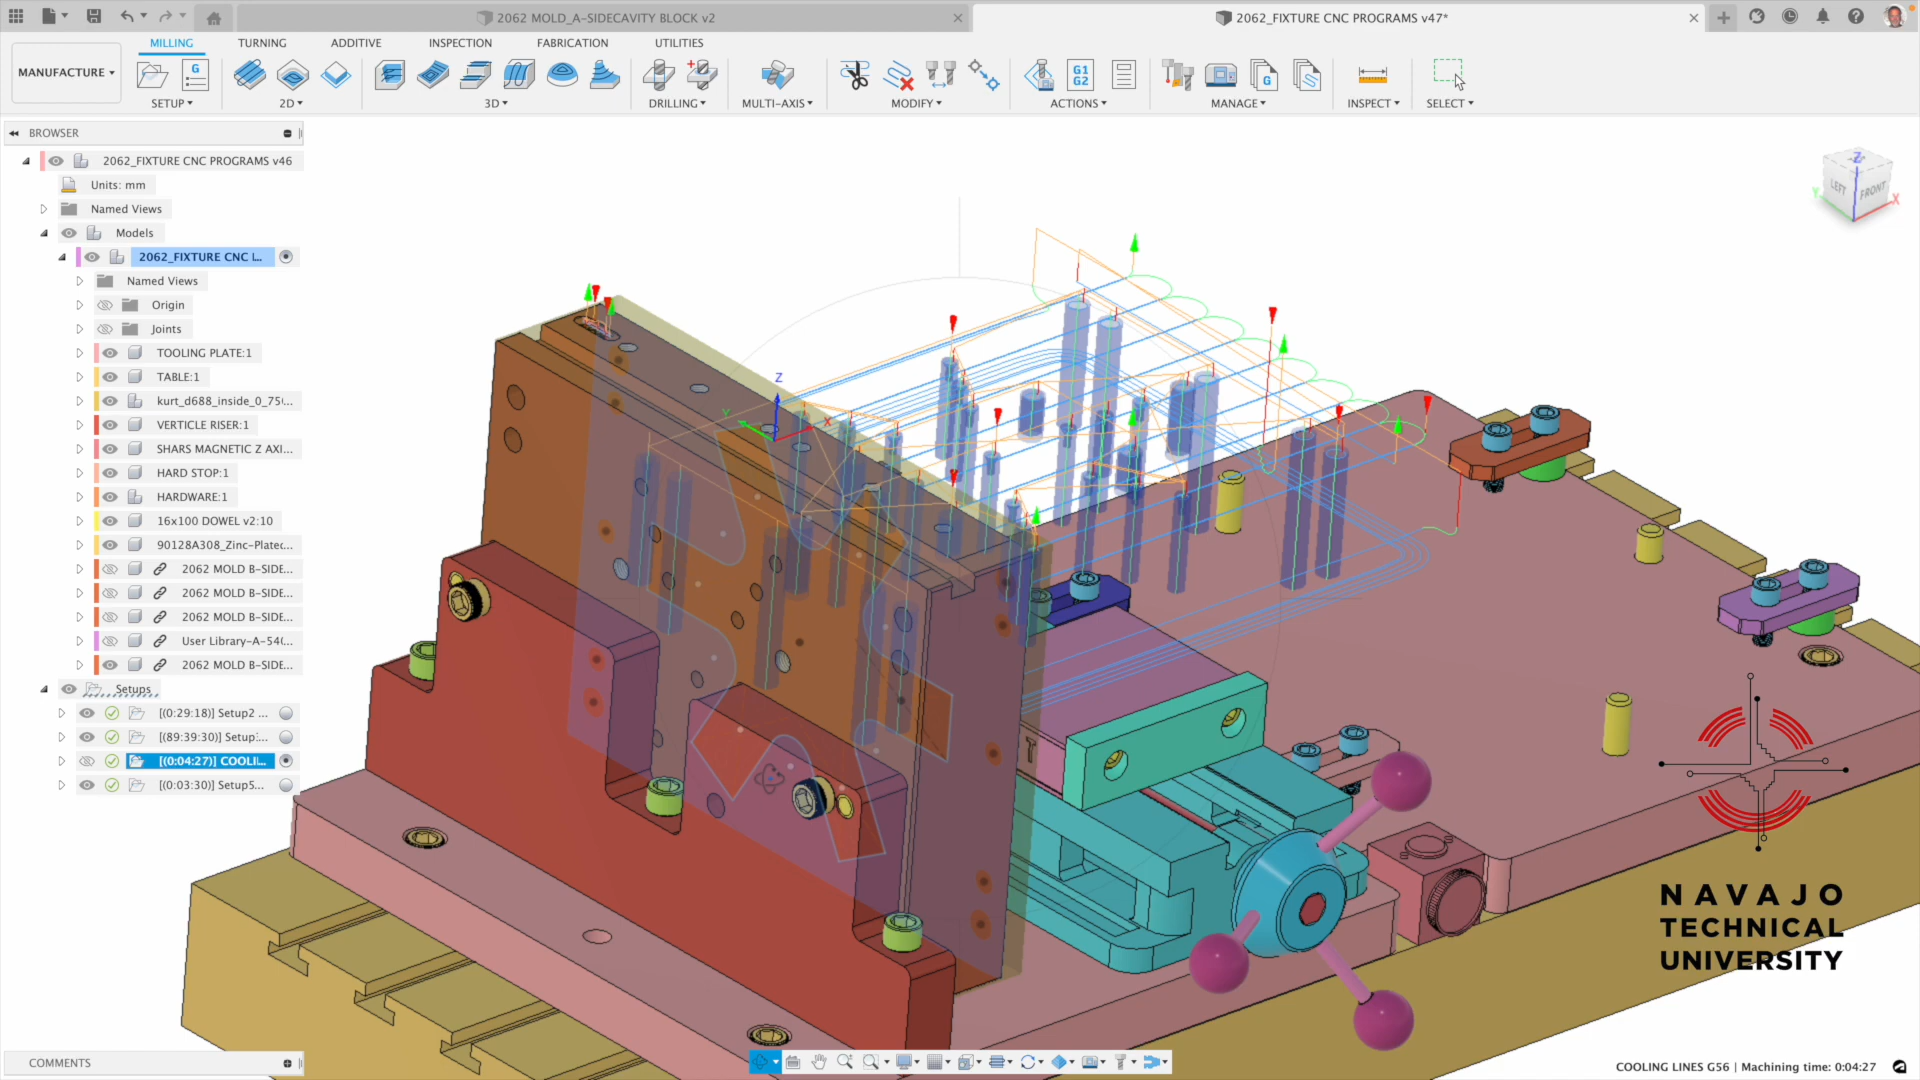 2062 MOLD_A-SIDECAVITY BLOCK v2
2062_FIXTURE CNC PROGRAMS v47*
MILLING
TURNING
ADDITIVE
INSPECTION
FABRICATION
UTILITIES
MANUFACTURE
G
G1
G2
G
SETUP
2D
3D
DRILLING
MULTI-AXIS
MODIFY
ACTIONS
MANAGE
INSPECT
SELECT
BROWSER
2062_FIXTURE CNC PROGRAMS v46
Units: mm
Named Views
Models
2062_FIXTURE CNC I...
Named Views
Origin
Joints
TOOLING PLATE:1
TABLE:1
kurt_d688_inside_0_75(...
VERTICLE RISER:1
SHARS MAGNETIC Z AXI...
HARD STOP:1
HARDWARE:1
16x100 DOWEL v2:10
90128A308_Zinc-Platec...
2062 MOLD B-SIDE...
2062 MOLD B-SIDE...
2062 MOLD B-SIDE...
User Library-A-54(...
2062 MOLD B-SIDE...
Setups
[(0:29:18)] Setup2 ...
[(89:39:30)] Setup:...
[(0:04:27)] COOLI...
[(0:03:30)] Setup5...
Z
Y
X
Z
LEFT
FRONT
Y
X
T
NAVAJO
TECHNICAL
UNIVERSITY
COMMENTS
COOLING LINES G56 | Machining time: 0:04:27